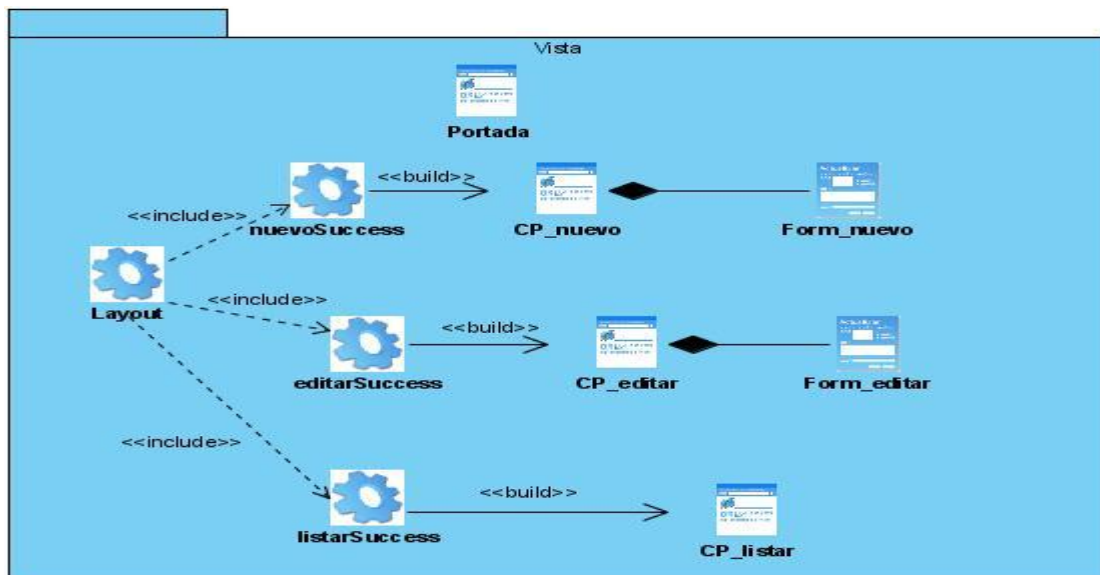 Vista
Portada
<<build>>
<<include>>
nuevoSuccess
CP_nuevo
Form_nuevo
<<include>>
Layout
<<build>>
editarSuccess
CP_editar
Form_editar
<<include>>
<<build>>
listarSuccess
CP_listar